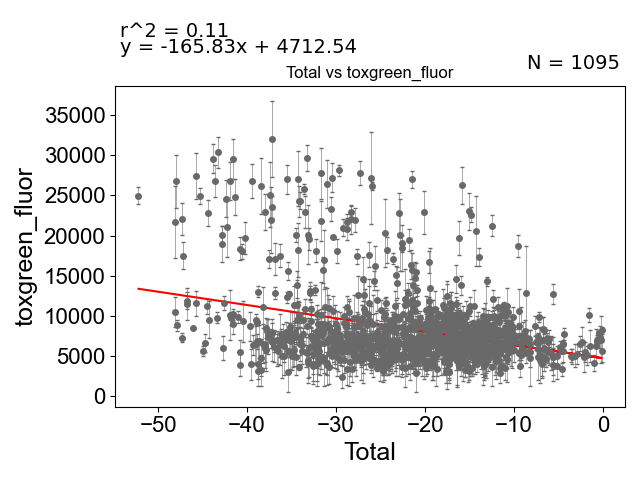 r^2 = 0.11
y = -165.83x + 4712.54
N = 1095
Total vs toxgreen_fluor
35000
30000
25000
20000
15000
10000
5000
0
toxgreen_fluor
−50 −40 −30 −20 −10 0
Total